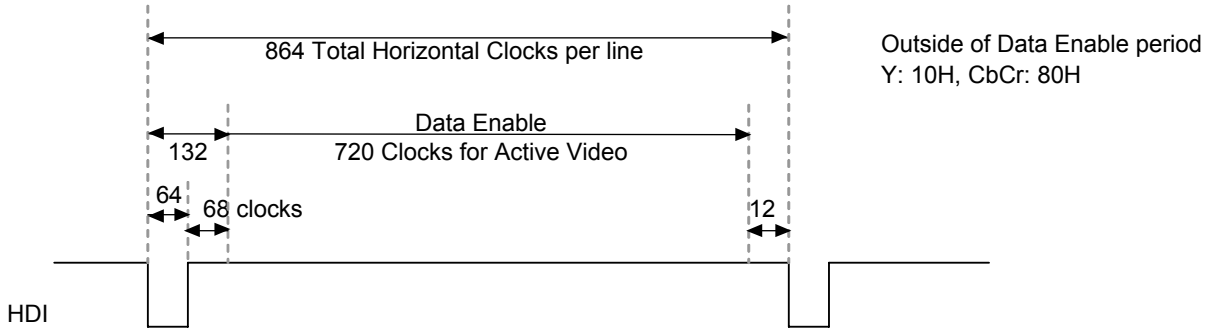 864 Total Horizontal Clocks per line
Outside of Data Enable period
Y: 10H, CbCr: 80H
Data Enable
132
720 Clocks for Active Video
64
68 clocks
12
HDI